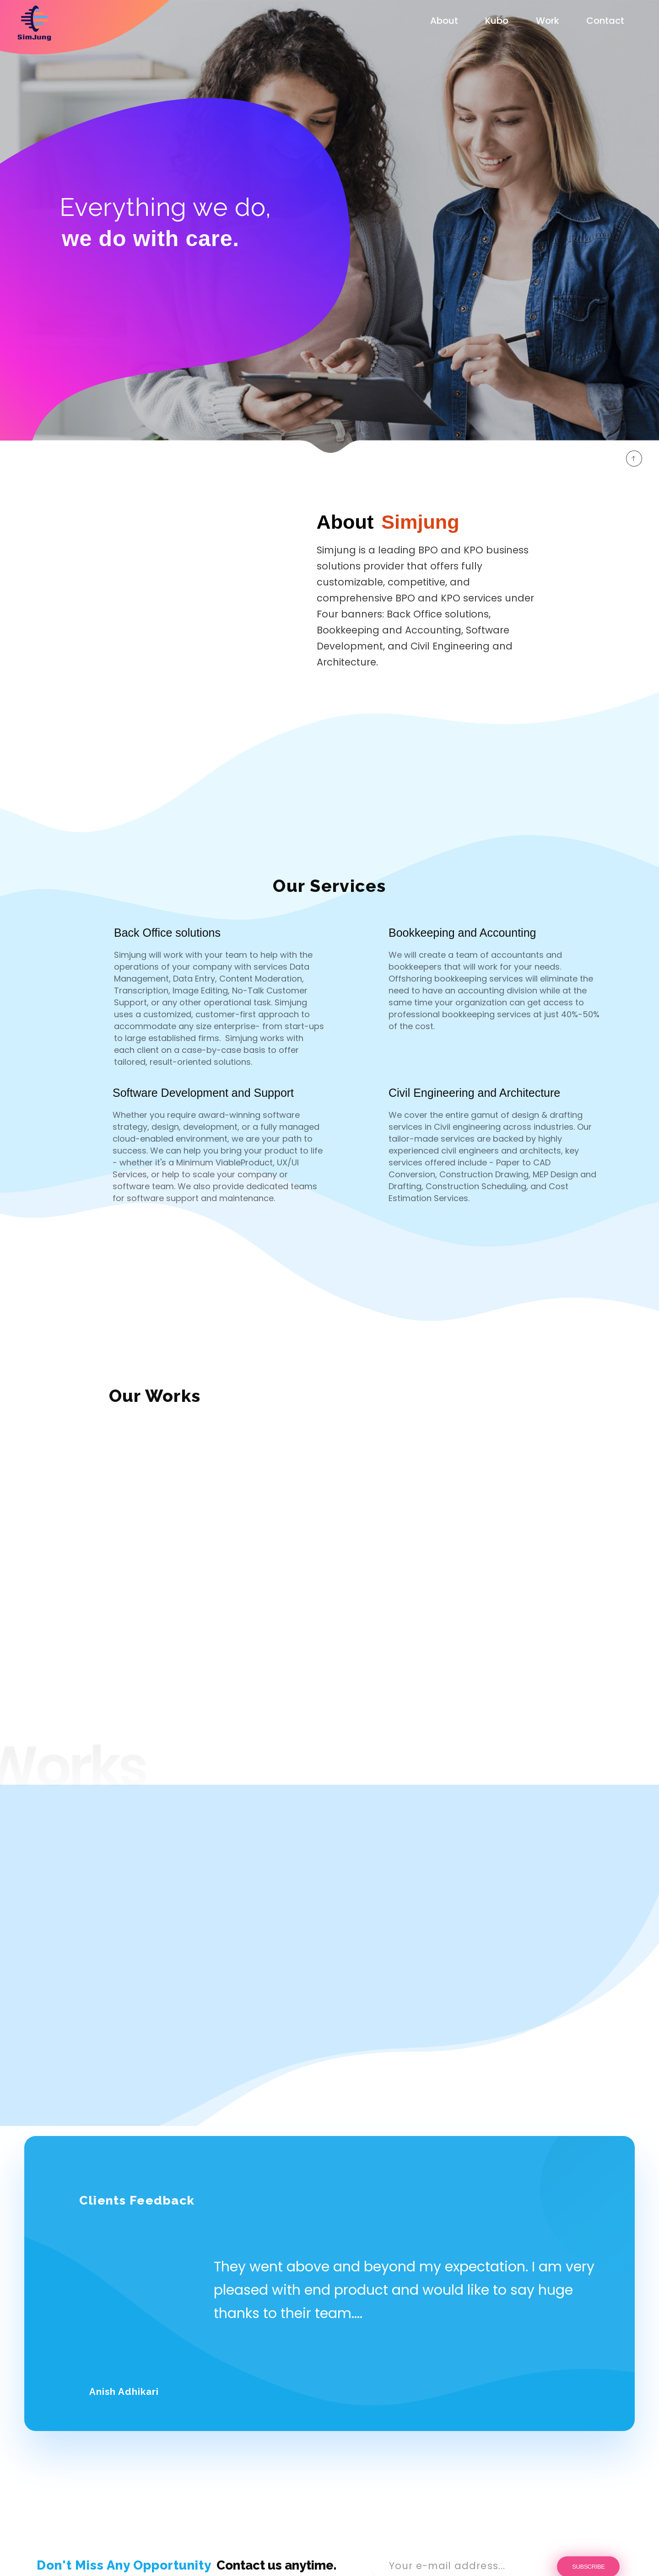 SimJung
About
Kubo
Work
Contact
Everything we do,
we do with care.
About Simjung
Simjung is a leading BPO and KPO business
solutions provider that offers fully
customizable, competitive, and
comprehensive BPO and KPO services under
Four banners: Back Office solutions,
Bookkeeping and Accounting, Software
Development, and Civil Engineering and
Architecture.
Our Services
Back Office solutions
Simjung will work with your team to help with the
operations of your company with services Data
Management, Data Entry, Content Moderation,
Transcription, Image Editing, No-Talk Customer
Support, or any other operational task. Simjung
uses a customized, customer-first approach to
accommodate any size enterprise- from start-ups
to large established firms. Simjung works with
each client on a case-by-case basis to offer
tailored, result-oriented solutions.
Bookkeeping and Accounting
We will create a team of accountants and
bookkeepers that will work for your needs.
Offshoring bookkeeping services will eliminate the
need to have an accounting division while at the
same time your organization can get access to
professional bookkeeping services at just 40%-50%
of the cost.
Software Development and Support
Whether you require award-winning software
strategy, design, development, or a fully managed
cloud-enabled environment, we are your path to
success. We can help you bring your product to life
- whether it's a Minimum ViableProduct, UX/UI
Services, or help to scale your company or
software team. We also provide dedicated teams
for software support and maintenance.
Civil Engineering and Architecture
We cover the entire gamut of design & drafting
services in Civil engineering across industries. Our
tailor-made services are backed by highly
experienced civil engineers and architects, key
services offered include - Paper to CAD
Conversion, Construction Drawing, MEP Design and
Drafting, Construction Scheduling, and Cost
Estimation Services.
Our Works
Works
Clients Feedback
They went above and beyond my expectation. I am very
pleased with end product and would like to say huge
thanks to their team....
Anish Adhikari
Don't Miss Any Opportunity Contact us anytime.
Your e-mail address...
SUBSCRIBE